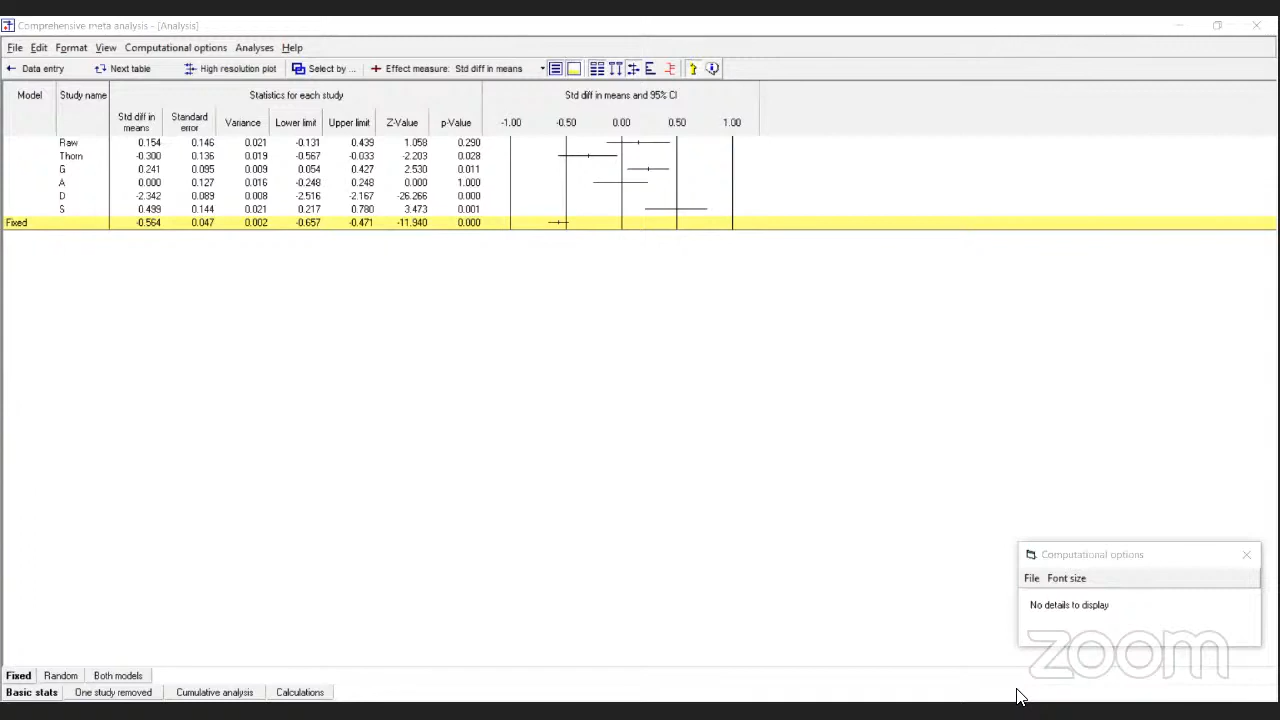 Comprehensive meta analysis - [Analysis]
File Edit Format View Computational options Analyses Help
Data entry Next table High resolution plot Select by ... Effect measure: Std diff in means
Model Study name Statistics for each study Std diff in means and 95% CI
Std diff in means Standard error Variance Lower limit Upper limit Z-Value p-Value -1.00 -0.50 0.00 0.50 1.00
Raw 0.154 0.146 0.021 -0.131 0.439 1.058 0.290
Thorn -0.300 0.136 0.019 -0.567 -0.033 -2.203 0.028
G 0.241 0.095 0.009 0.054 0.427 2.530 0.011
A 0.000 0.127 0.016 -0.248 0.248 0.000 1.000
D -2.342 0.089 0.008 -2.516 -2.167 -26.266 0.000
S 0.499 0.144 0.021 0.217 0.780 3.473 0.001
Fixed -0.564 0.047 0.002 -0.657 -0.471 -11.940 0.000
Computational options
File Font size
No details to display
zoom
Fixed Random Both models
Basic stats One study removed Cumulative analysis Calculations